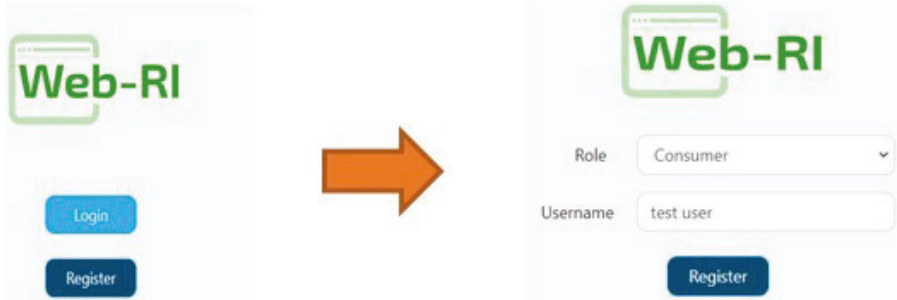 Web-RI
Login
Register
Web-RI
Role Consumer
Username test user
Register